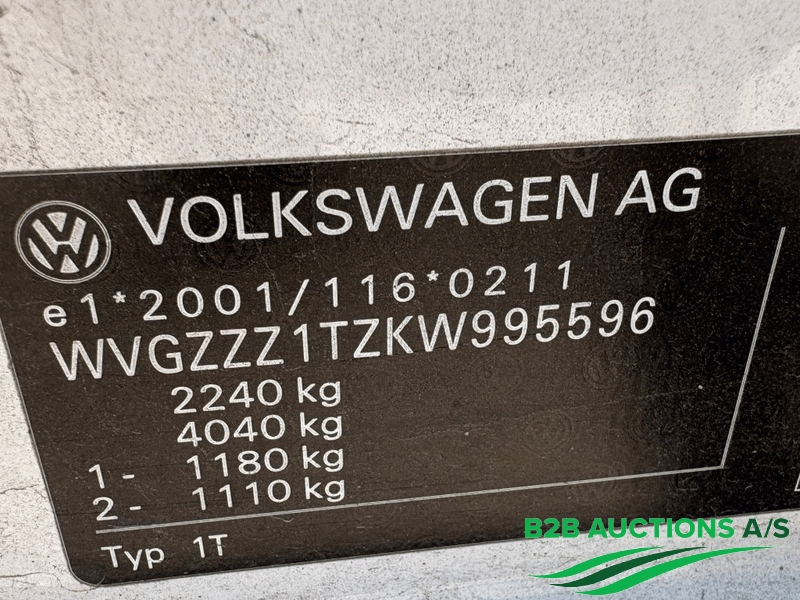 VOLKSWAGEN AG
e1*2001/116*0211
WVGZZZ1TZKW995596
2240 kg
4040 kg
1- 1180 kg
2- 1110 kg
Typ 1T
B2B AUCTIONS A/S